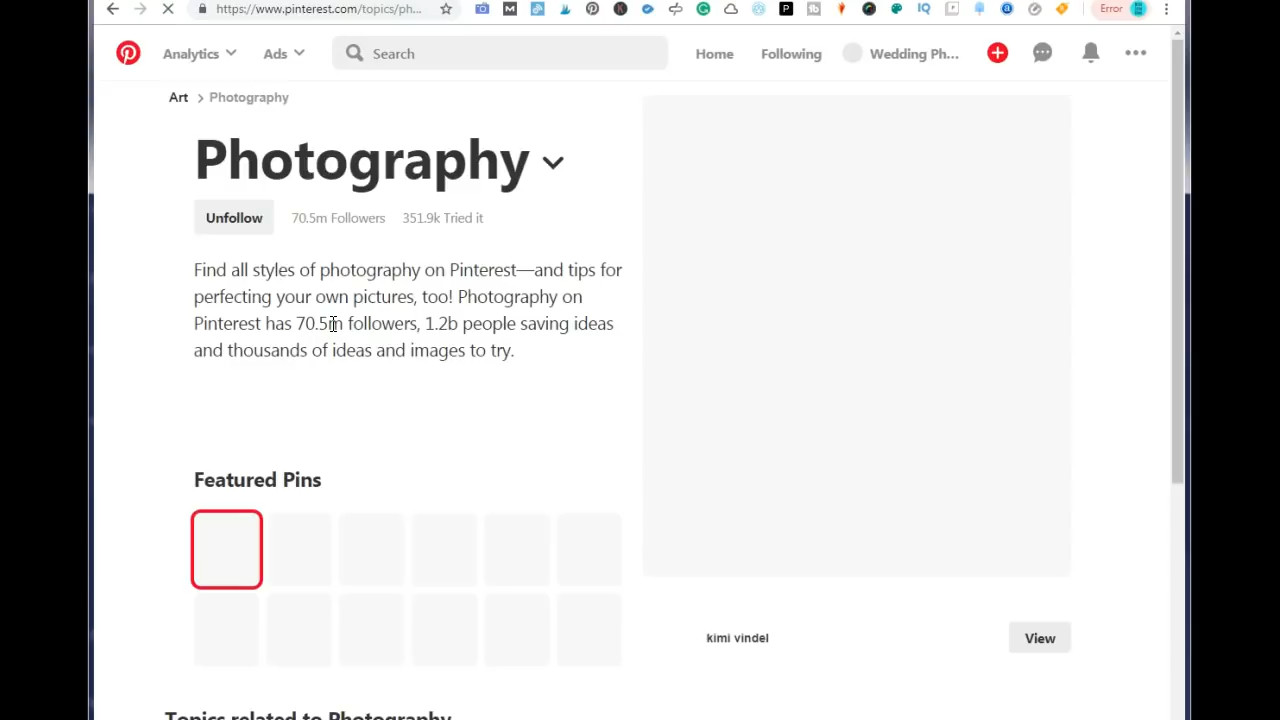 https://www.pinterest.com/topics/ph...
Error
Analytics
Ads
Search
Home
Following
Wedding Ph...
Art > Photography
Photography
Unfollow
70.5m Followers
351.9k Tried it
Find all styles of photography on Pinterest—and tips for
perfecting your own pictures, too! Photography on
Pinterest has 70.5m followers, 1.2b people saving ideas
and thousands of ideas and images to try.
Featured Pins
kimi vindel
View
Topics related to Photography